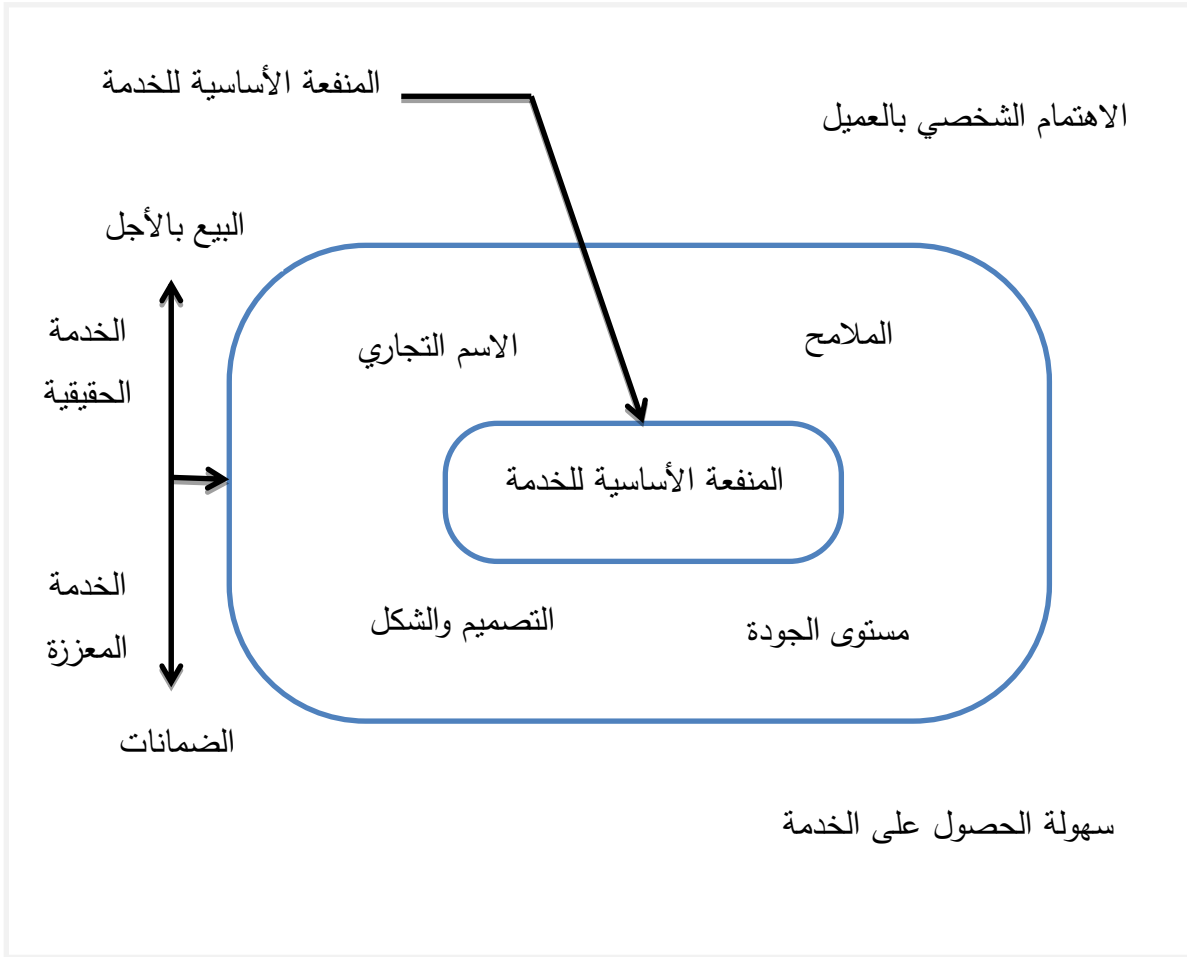 المنفعة الأساسية للخدمة
الاهتمام الشخصي بالعميل
البيع بالأجل
الخدمة
الحقيقية
الملامح
الاسم التجاري
المنفعة الأساسية للخدمة
الخدمة
المعززة
مستوى الجودة
التصميم والشكل
الضمانات
سهولة الحصول على الخدمة